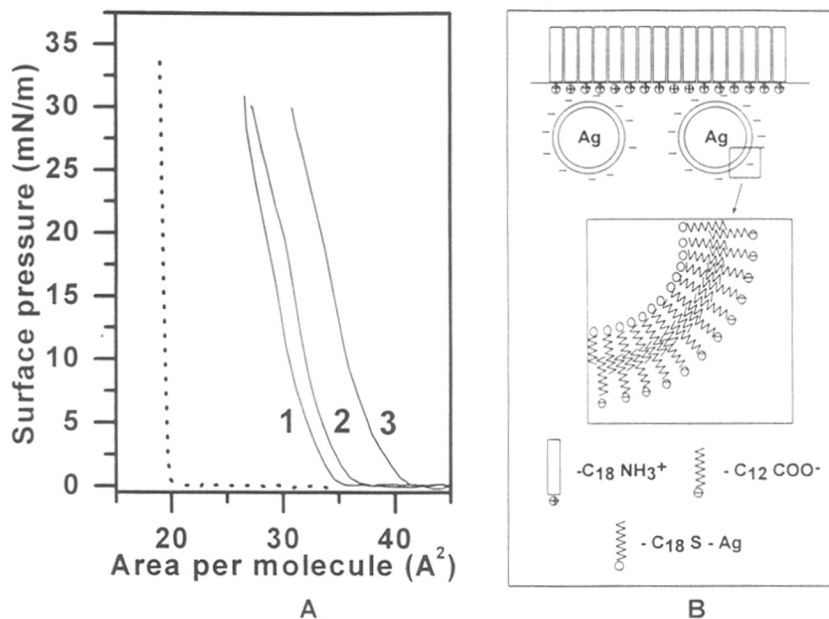 35
30
25
20
15
10
5
0
Surface pressure (mN/m)
1 2 3
20 30 40
Area per molecule (A²)
A
Ag Ag
-C₁₈ NH₃⁺
- C₁₂ COO⁻
- C₁₈ S - Ag
B